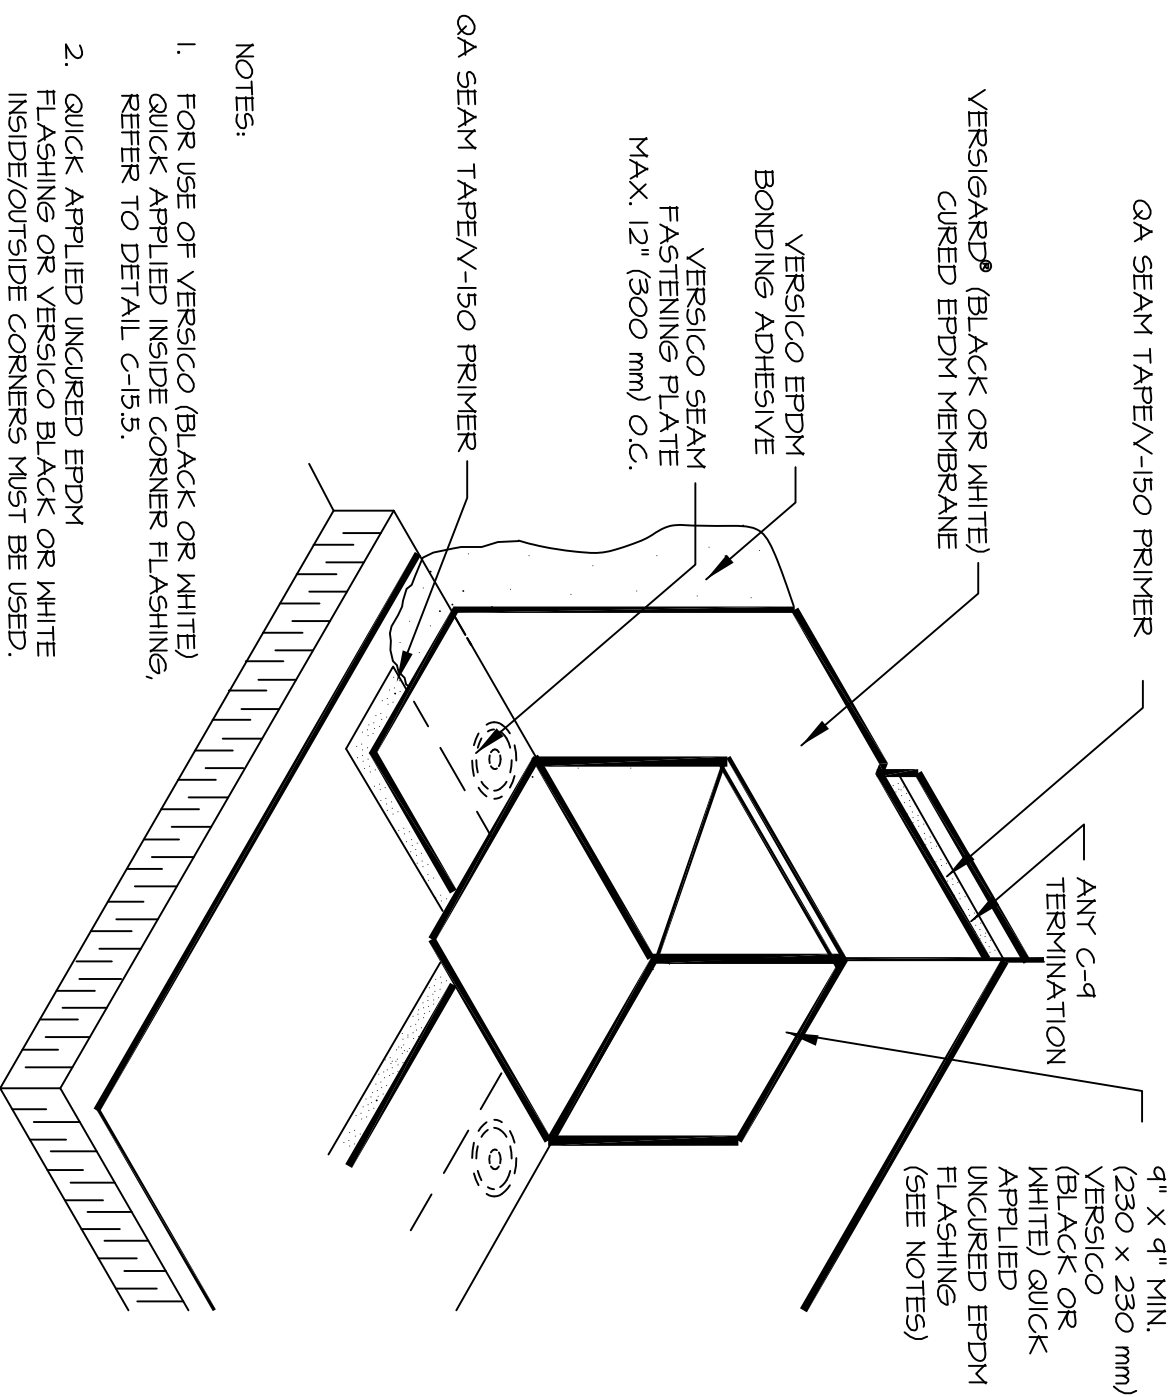 QA SEAM TAPE/V-150 PRIMER
VERSIGARD® (BLACK OR WHITE)
CURED EPDM MEMBRANE
VERSICO EPDM
BONDING ADHESIVE
VERSICO SEAM
FASTENING PLATE
MAX. 12" (300 mm) O.C.
QA SEAM TAPE/V-150 PRIMER
ANY C-9
TERMINATION
9" X 9" MIN.
(230 x 230 mm)
VERSICO
(BLACK OR
WHITE) QUICK
APPLIED
UNCURED EPDM
FLASHING
(SEE NOTES)
NOTES:
1. FOR USE OF VERSICO (BLACK OR WHITE)
QUICK APPLIED INSIDE CORNER FLASHING,
REFER TO DETAIL C-15.5.
2. QUICK APPLIED UNCURED EPDM
FLASHING OR VERSICO BLACK OR WHITE
INSIDE/OUTSIDE CORNERS MUST BE USED.